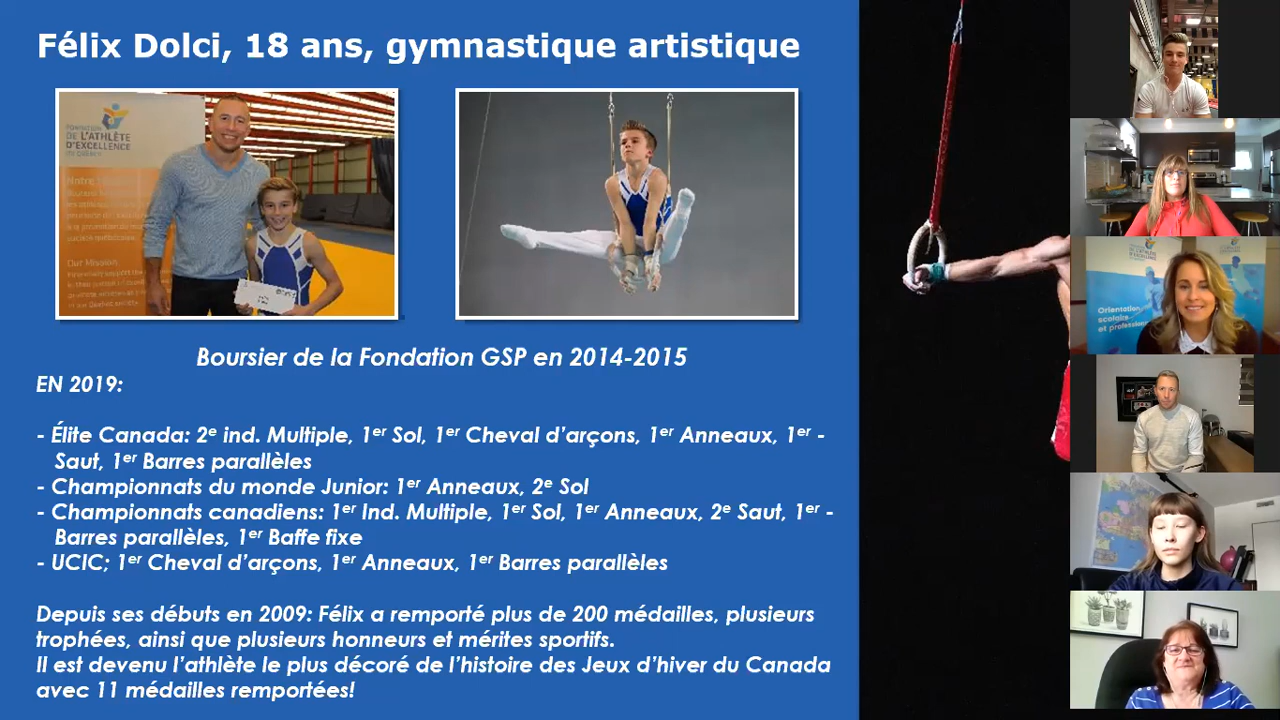 Félix Dolci, 18 ans, gymnastique artistique
FONDATION
DE L'ATHLÈTE
D'EXCELLENCE
DU QUÉBEC
Our Mission
Orientation
scolaire
et professionnelle
Boursier de la Fondation GSP en 2014-2015
EN 2019:
- Élite Canada: 2e ind. Multiple, 1er Sol, 1er Cheval d'arçons, 1er Anneaux, 1er -
Saut, 1er Barres parallèles
- Championnats du monde Junior: 1er Anneaux, 2e Sol
- Championnats canadiens: 1er Ind. Multiple, 1er Sol, 1er Anneaux, 2e Saut, 1er -
Barres parallèles, 1er Baffe fixe
- UCIC; 1er Cheval d'arçons, 1er Anneaux, 1er Barres parallèles
Depuis ses débuts en 2009: Félix a remporté plus de 200 médailles, plusieurs
trophées, ainsi que plusieurs honneurs et mérites sportifs.
Il est devenu l'athlète le plus décoré de l'histoire des Jeux d'hiver du Canada
avec 11 médailles remportées!